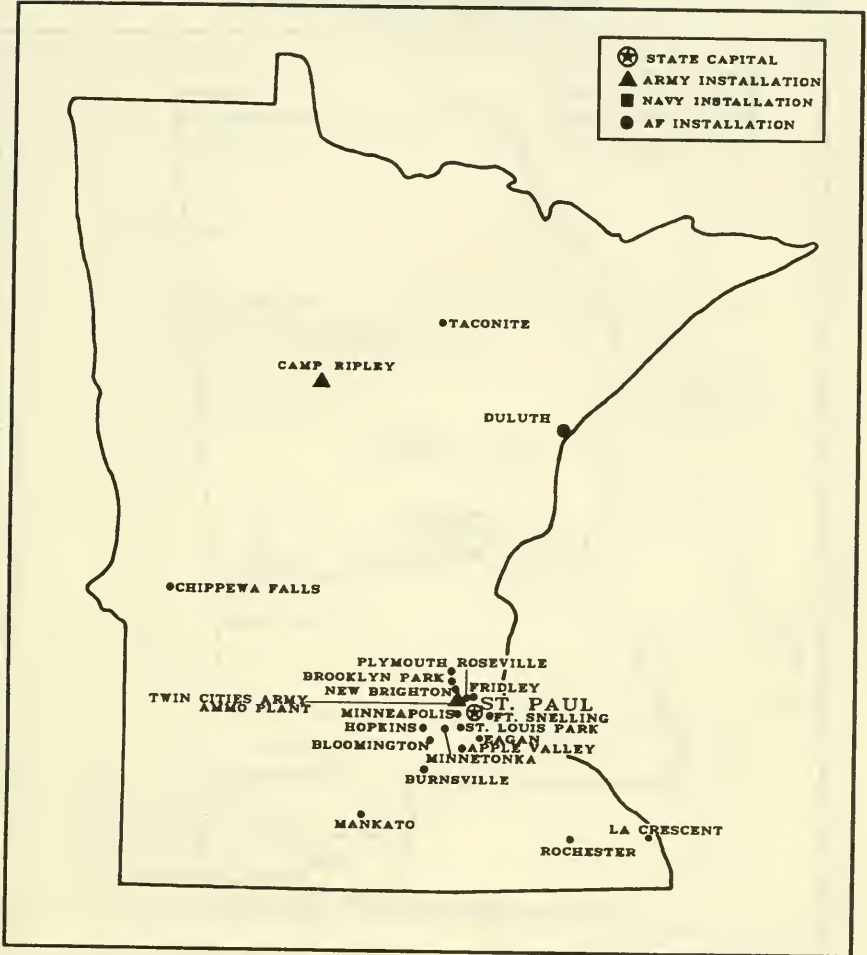 STATE CAPITAL
ARMY INSTALLATION
NAVY INSTALLATION
AF INSTALLATION
TACONITE
CAMP RIPLEY
DULUTH
CHIPPEWA FALLS
PLYMOUTH ROSEVILLE
BROOKLYN PARK
NEW BRIGHTON FRIDLEY
TWIN CITIES ARMY
AMMO PLANT
ST. PAUL
MINNEAPOLIS FT. SNELLING
HOPKINS ST. LOUIS PARK
EAGAN
BLOOMINGTON APPLE VALLEY
MINNETONKA
BURNSVILLE
MANKATO
LA CRESCENT
ROCHESTER